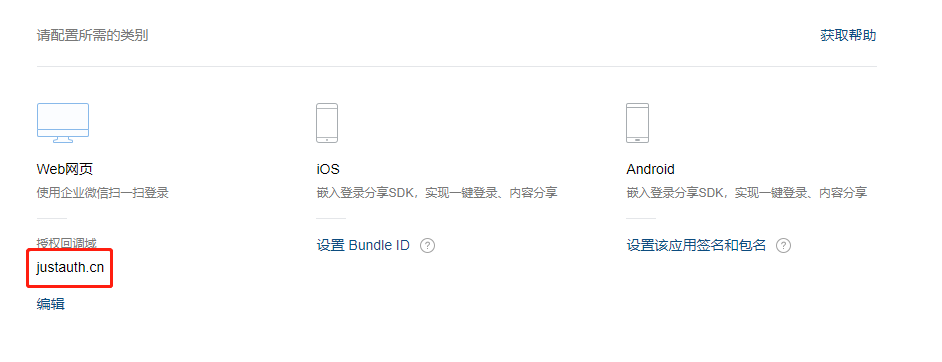 请配置所需的类别
获取帮助
Web网页
使用企业微信扫一扫登录
授权回调域
justauth.cn
编辑
iOS
嵌入登录分享SDK，实现一键登录、内容分享
设置 Bundle ID ?
Android
嵌入登录分享SDK，实现一键登录、内容分享
设置该应用签名和包名 ?